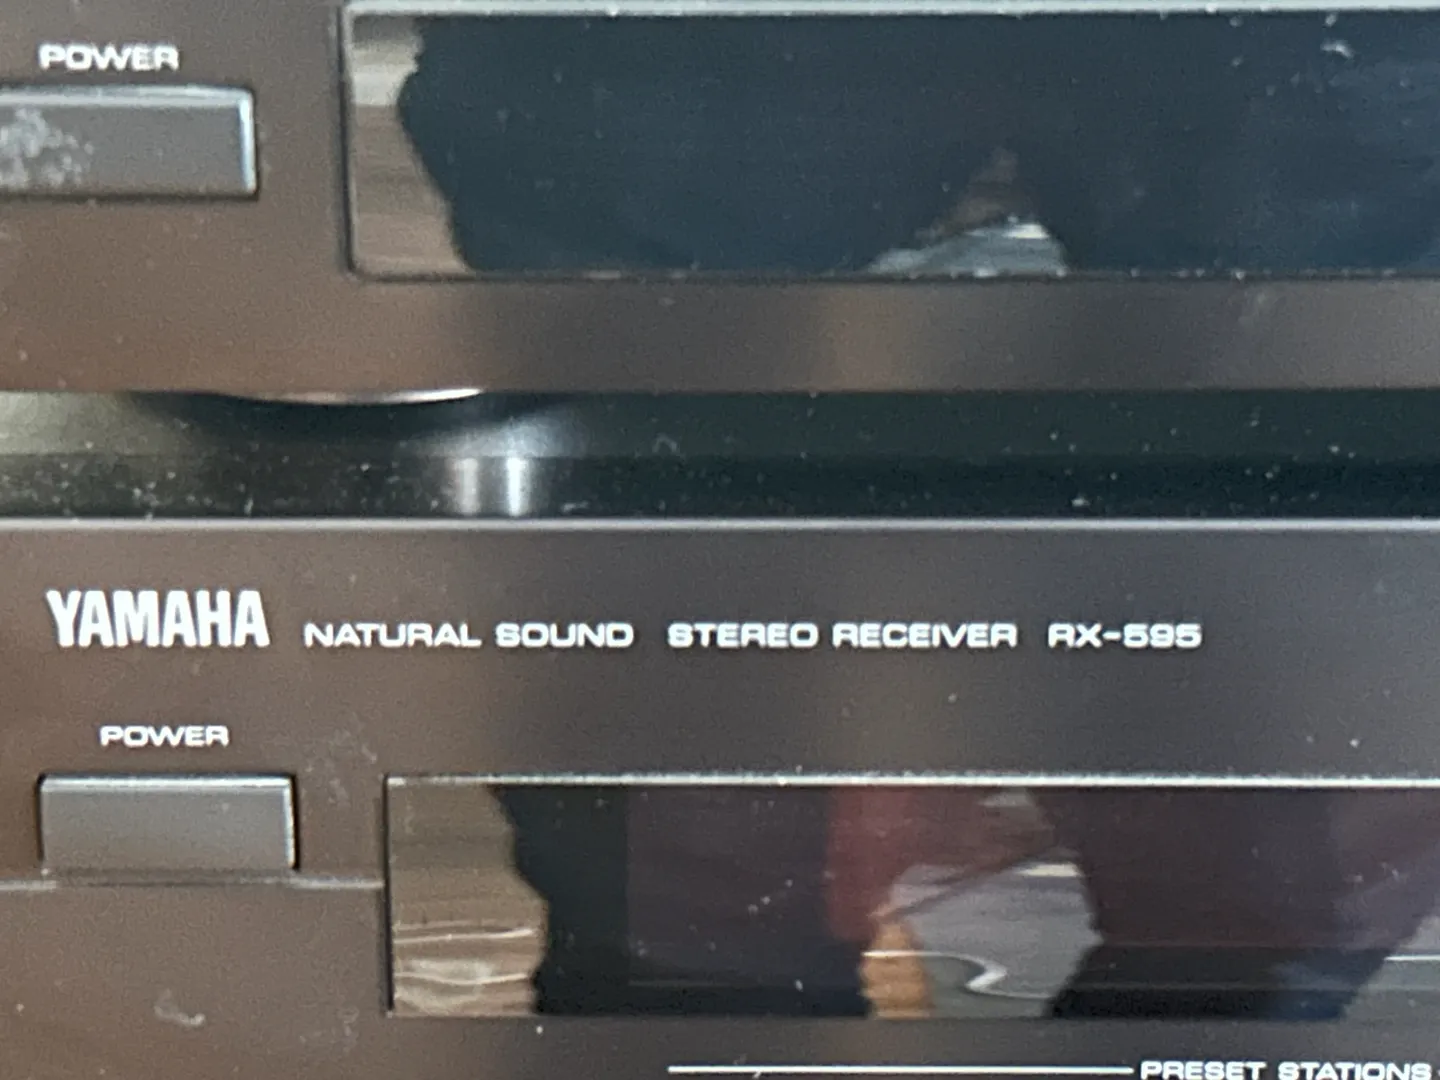 POWER
YAMAHA NATURAL SOUND STEREO RECEIVER RX-595
POWER
PRESET STATIONS